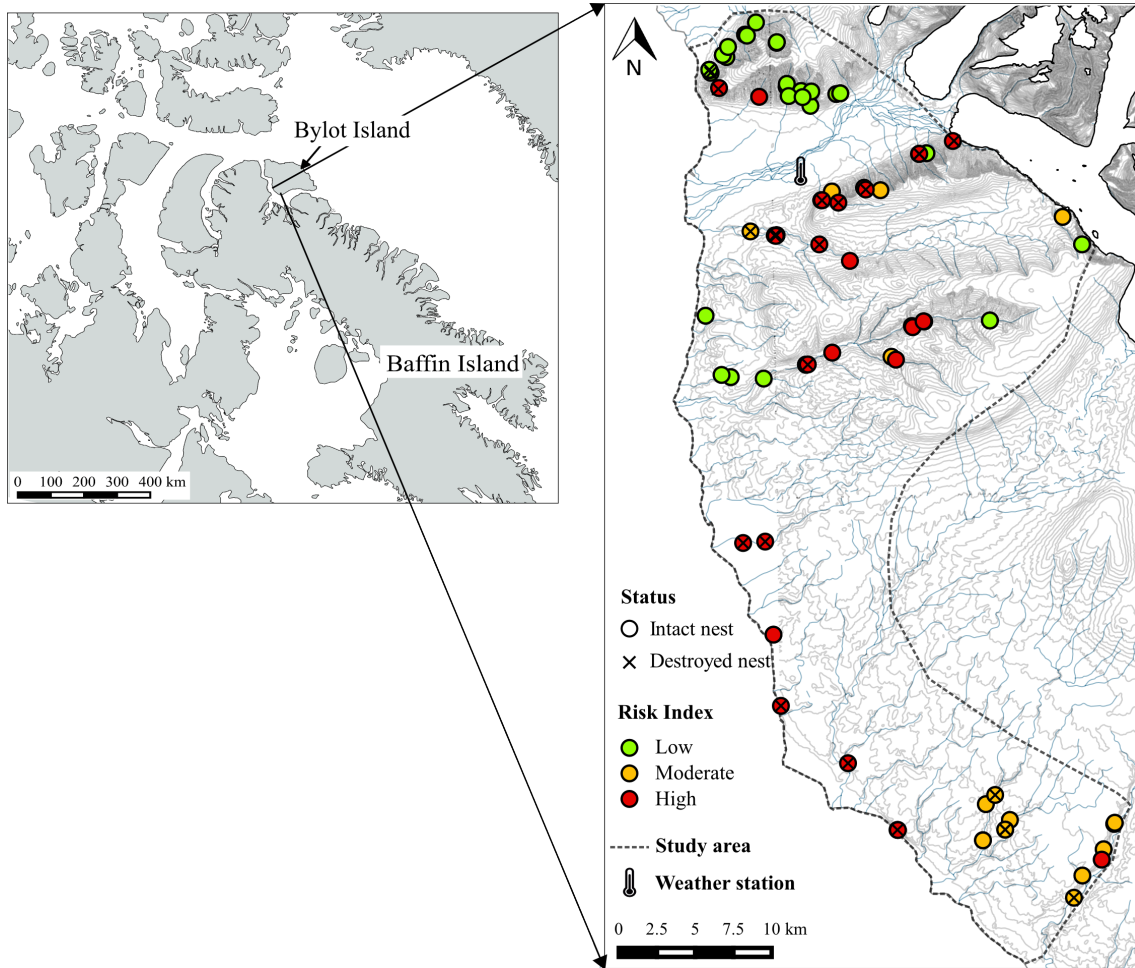 Bylot Island
Baffin Island
0 100 200 300 400 km
N
Status
Intact nest
Destroyed nest
Risk Index
Low
Moderate
High
Study area
Weather station
0 2.5 5 7.5 10 km